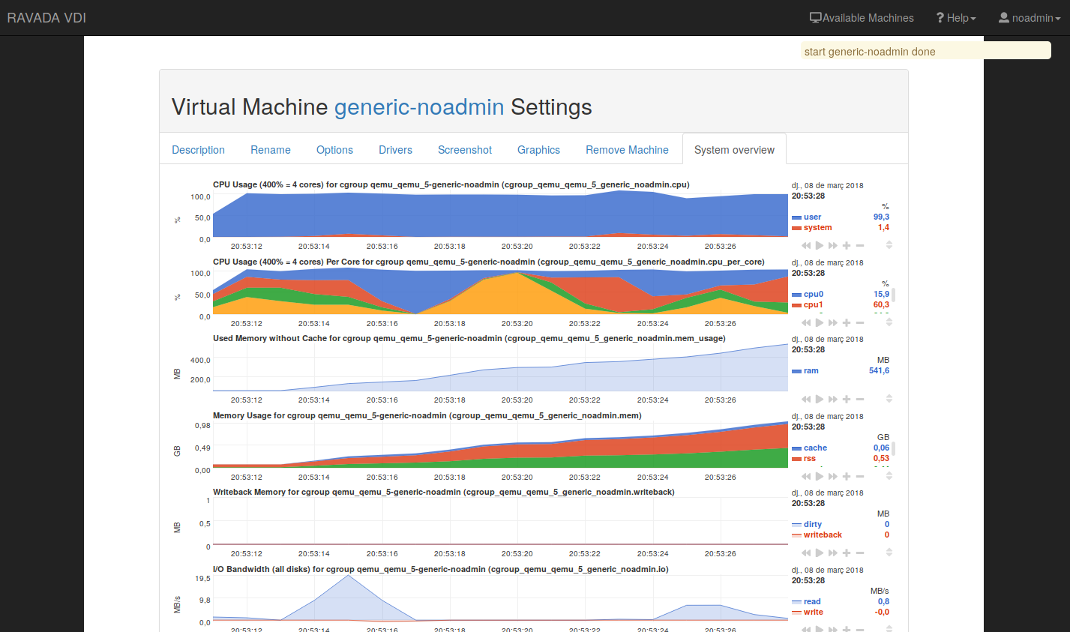 RAVADA VDI Available Machines ? Help noadmin
start generic-noadmin done
Virtual Machine generic-noadmin Settings
Description Rename Options Drivers Screenshot Graphics Remove Machine System overview
CPU Usage (400% = 4 cores) for cgroup qemu_qemu_5-generic-noadmin (cgroup_qemu_qemu_5_generic_noadmin.cpu)
%
100,0
50,0
0,0
20:53:12 20:53:14 20:53:16 20:53:18 20:53:20 20:53:22 20:53:24 20:53:26
dj., 08 de març 2018
20:53:28
%
user 99,3
system 1,4
CPU Usage (400% = 4 cores) Per Core for cgroup qemu_qemu_5-generic-noadmin (cgroup_qemu_qemu_5_generic_noadmin.cpu_per_core)
%
100,0
50,0
0,0
20:53:12 20:53:14 20:53:16 20:53:18 20:53:20 20:53:22 20:53:24 20:53:26
dj., 08 de març 2018
20:53:28
%
cpu0 15,9
cpu1 60,3
Used Memory without Cache for cgroup qemu_qemu_5-generic-noadmin (cgroup_qemu_qemu_5_generic_noadmin.mem_usage)
MB
400,0
200,0
20:53:12 20:53:14 20:53:16 20:53:18 20:53:20 20:53:22 20:53:24 20:53:26
dj., 08 de març 2018
20:53:28
MB
ram 541,6
Memory Usage for cgroup qemu_qemu_5-generic-noadmin (cgroup_qemu_qemu_5_generic_noadmin.mem)
GB
0,98
0,49
0,00
20:53:12 20:53:14 20:53:16 20:53:18 20:53:20 20:53:22 20:53:24 20:53:26
dj., 08 de març 2018
20:53:28
GB
cache 0,06
rss 0,53
Writeback Memory for cgroup qemu_qemu_5-generic-noadmin (cgroup_qemu_qemu_5_generic_noadmin.writeback)
MB
1
0,5
0
20:53:12 20:53:14 20:53:16 20:53:18 20:53:20 20:53:22 20:53:24 20:53:26
dj., 08 de març 2018
20:53:28
MB
dirty 0
writeback 0
I/O Bandwidth (all disks) for cgroup qemu_qemu_5-generic-noadmin (cgroup_qemu_qemu_5_generic_noadmin.io)
MB/s
19,5
9,8
0,0
20:53:12 20:53:14 20:53:16 20:53:18 20:53:20 20:53:22 20:53:24 20:53:26
dj., 08 de març 2018
20:53:28
MB/s
read 0,8
write -0,0